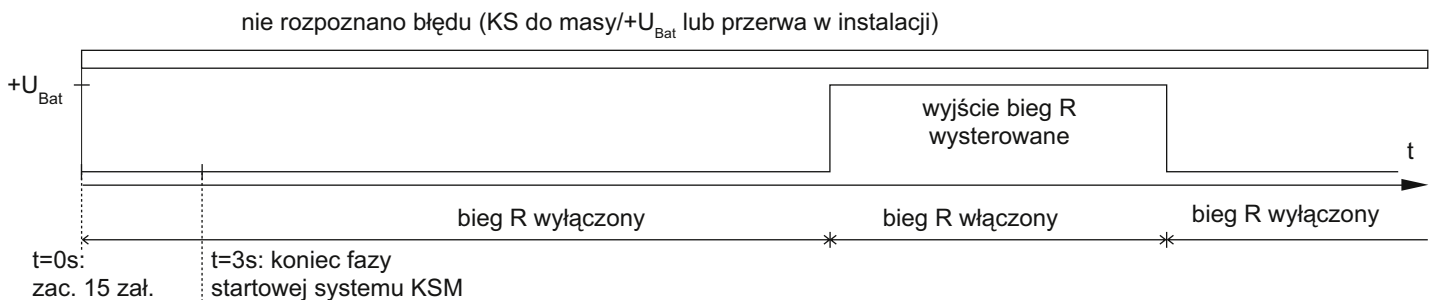 nie rozpoznano błędu (KS do masy/+U_Bat lub przerwa w instalacji)
+U_Bat
wyjście bieg R
wysterowane
t
bieg R wyłączony
bieg R włączony
bieg R wyłączony
t=0s:
zac. 15 zał.
t=3s: koniec fazy
startowej systemu KSM